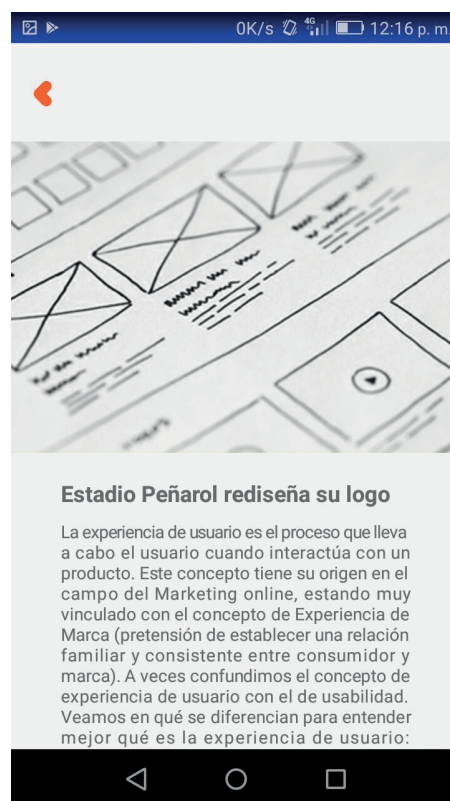 0K/s 4G 12:16 p. m.
Estadio Peñarol rediseña su logo
La experiencia de usuario es el proceso que lleva
a cabo el usuario cuando interactúa con un
producto. Este concepto tiene su origen en el
campo del Marketing online, estando muy
vinculado con el concepto de Experiencia de
Marca (pretensión de establecer una relación
familiar y consistente entre consumidor y
marca). A veces confundimos el concepto de
experiencia de usuario con el de usabilidad.
Veamos en qué se diferencian para entender
mejor qué es la experiencia de usuario: